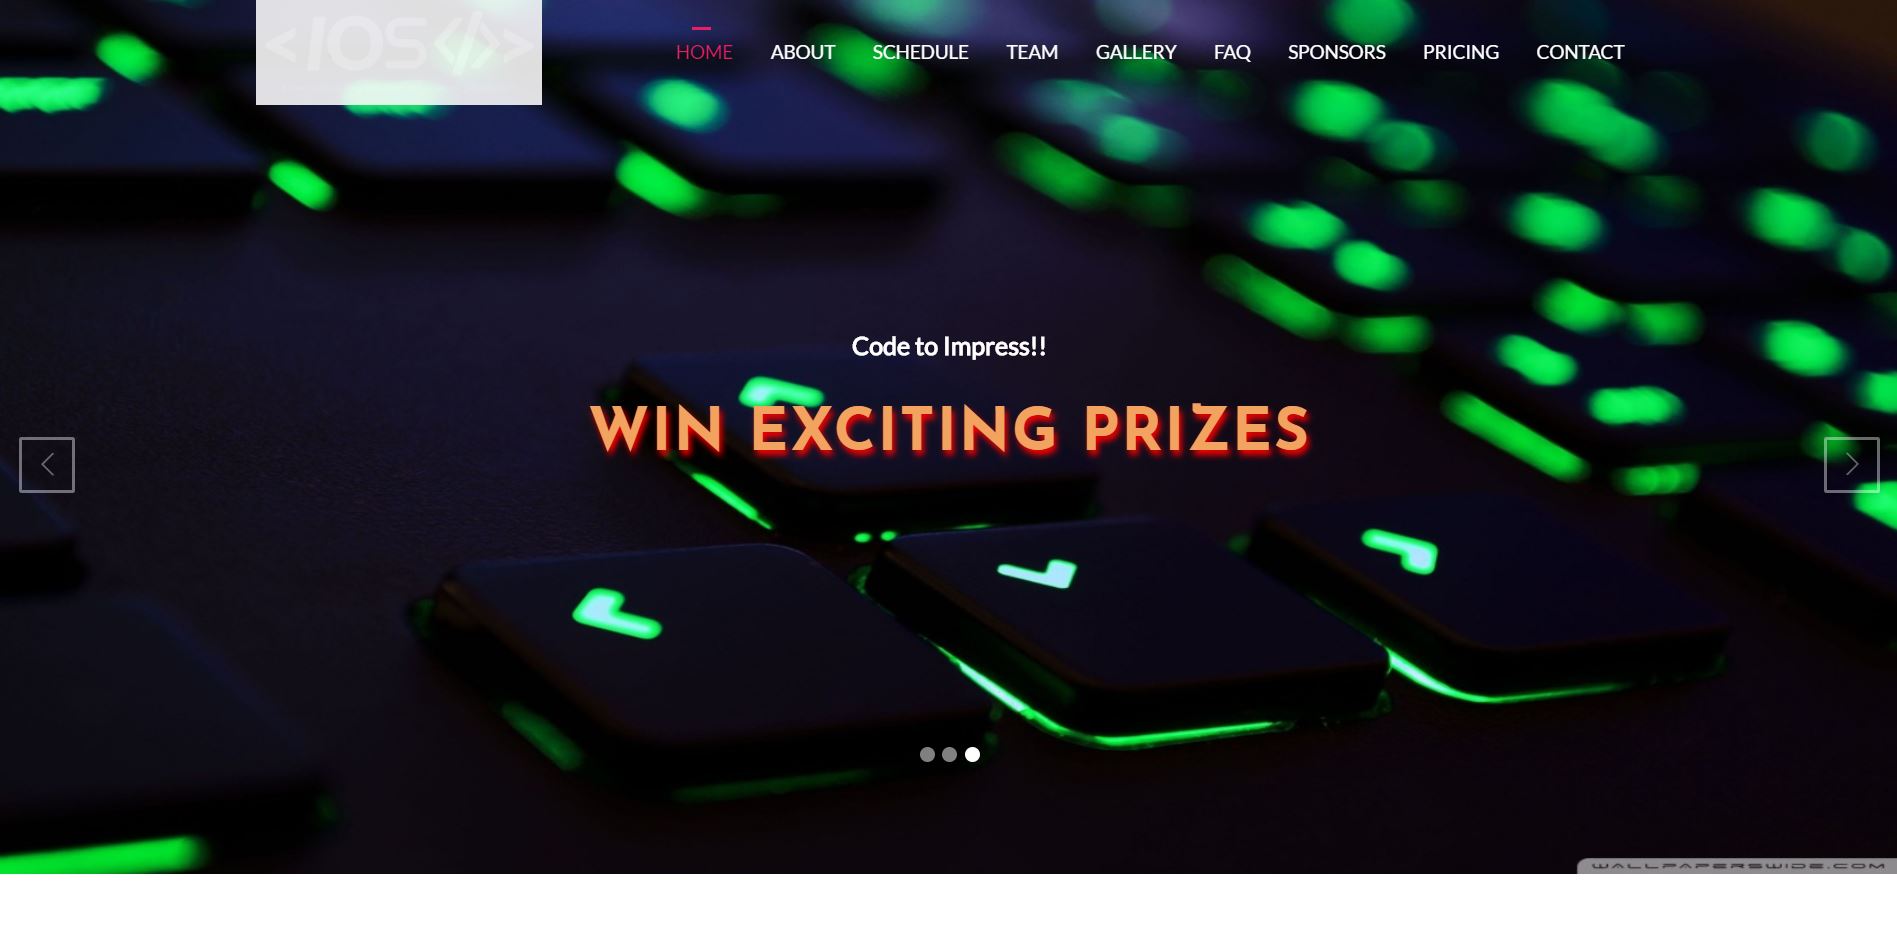 <IOS</>>
HOME ABOUT SCHEDULE TEAM GALLERY FAQ SPONSORS PRICING CONTACT
Code to Impress!!
WIN EXCITING PRIZES
WALLPAPERSWIDE.COM